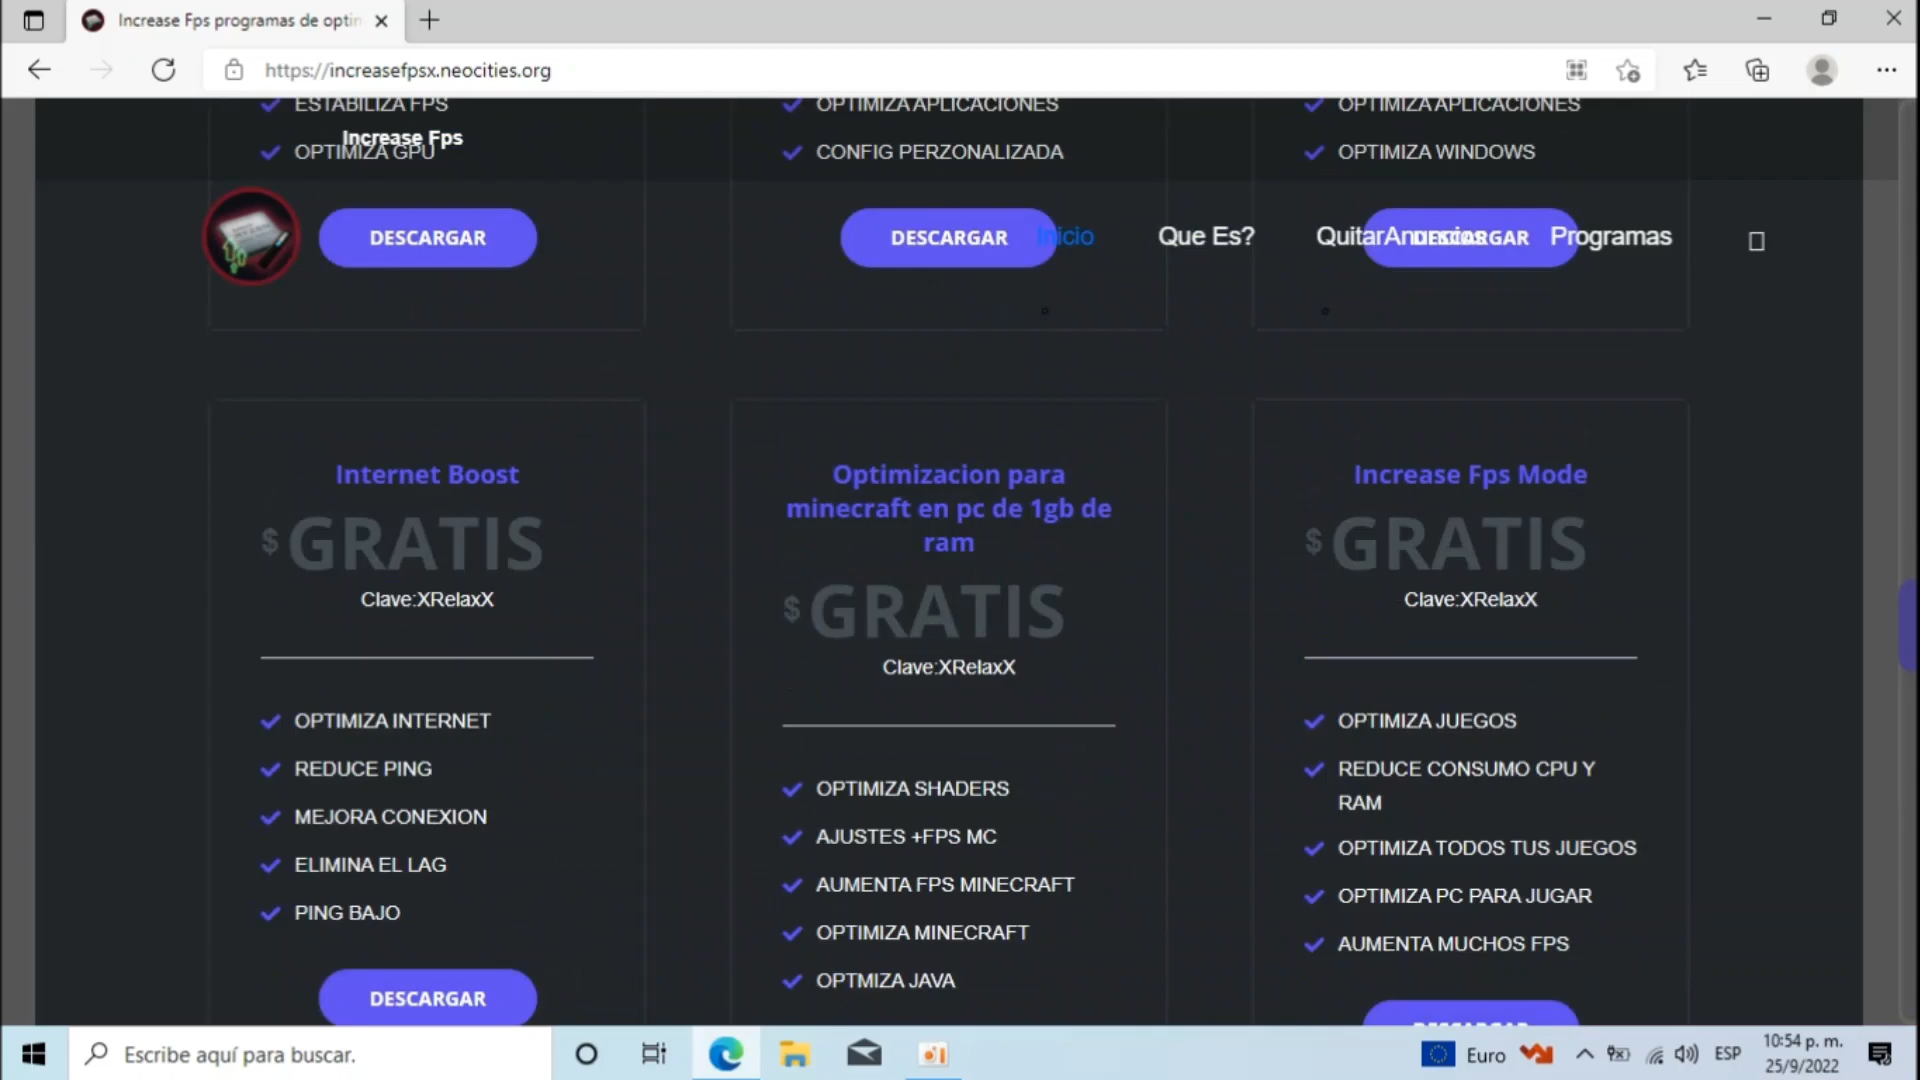 Increase Fps programas de optin
https://increasefpsx.neocities.org
ESTABILIZA FPS
OPTIMIZA GPU
Increase Fps
DESCARGAR
OPTIMIZA APLICACIONES
CONFIG PERZONALIZADA
DESCARGAR
OPTIMIZA APLICACIONES
OPTIMIZA WINDOWS
DESCARGAR
Inicio
Que Es?
QuitarAnuncios
Programas
Internet Boost
$ GRATIS
Clave:XRelaxX
OPTIMIZA INTERNET
REDUCE PING
MEJORA CONEXION
ELIMINA EL LAG
PING BAJO
DESCARGAR
Optimizacion para
minecraft en pc de 1gb de
ram
$ GRATIS
Clave:XRelaxX
OPTIMIZA SHADERS
AJUSTES +FPS MC
AUMENTA FPS MINECRAFT
OPTIMIZA MINECRAFT
OPTMIZA JAVA
Increase Fps Mode
$ GRATIS
Clave:XRelaxX
OPTIMIZA JUEGOS
REDUCE CONSUMO CPU Y
RAM
OPTIMIZA TODOS TUS JUEGOS
OPTIMIZA PC PARA JUGAR
AUMENTA MUCHOS FPS
Escribe aquí para buscar.
Euro
ESP
10:54 p. m.
25/9/2022